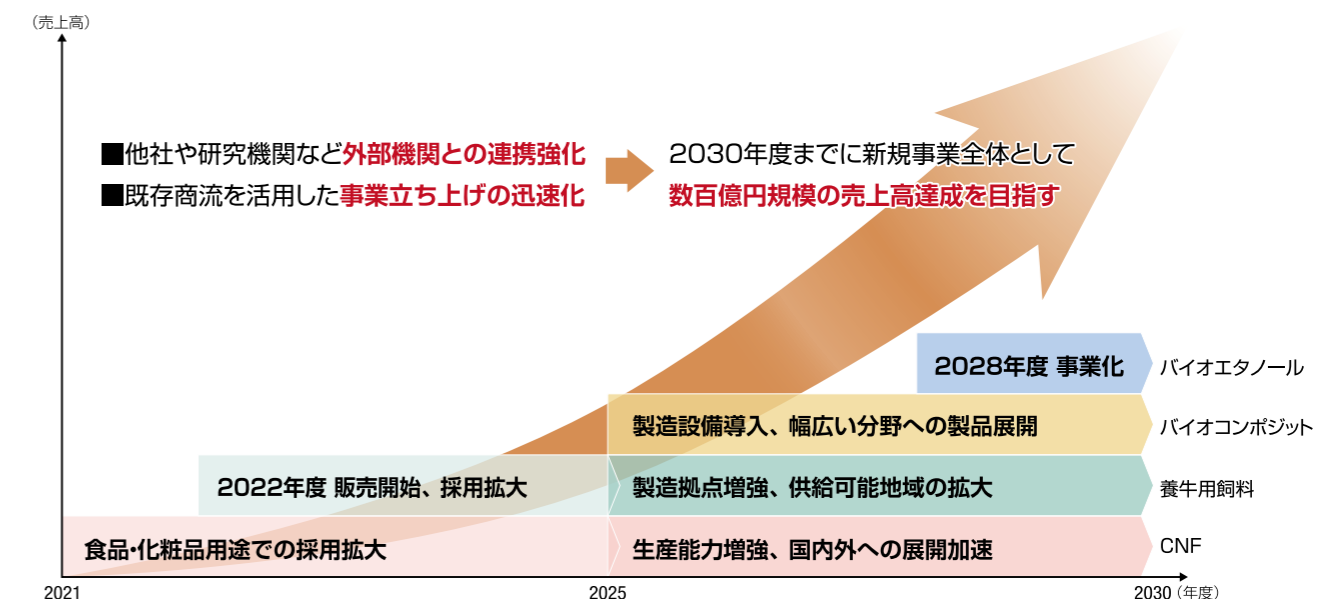 （売上高）
■他社や研究機関など外部機関との連携強化
■既存商流を活用した事業立ち上げの迅速化
2030年度までに新規事業全体として
数百億円規模の売上高達成を目指す
2028年度 事業化
バイオエタノール
製造設備導入、幅広い分野への製品展開
バイオコンポジット
2022年度 販売開始、採用拡大
製造拠点増強、供給可能地域の拡大
養牛用飼料
食品・化粧品用途での採用拡大
生産能力増強、国内外への展開加速
CNF
2021
2025
2030（年度）